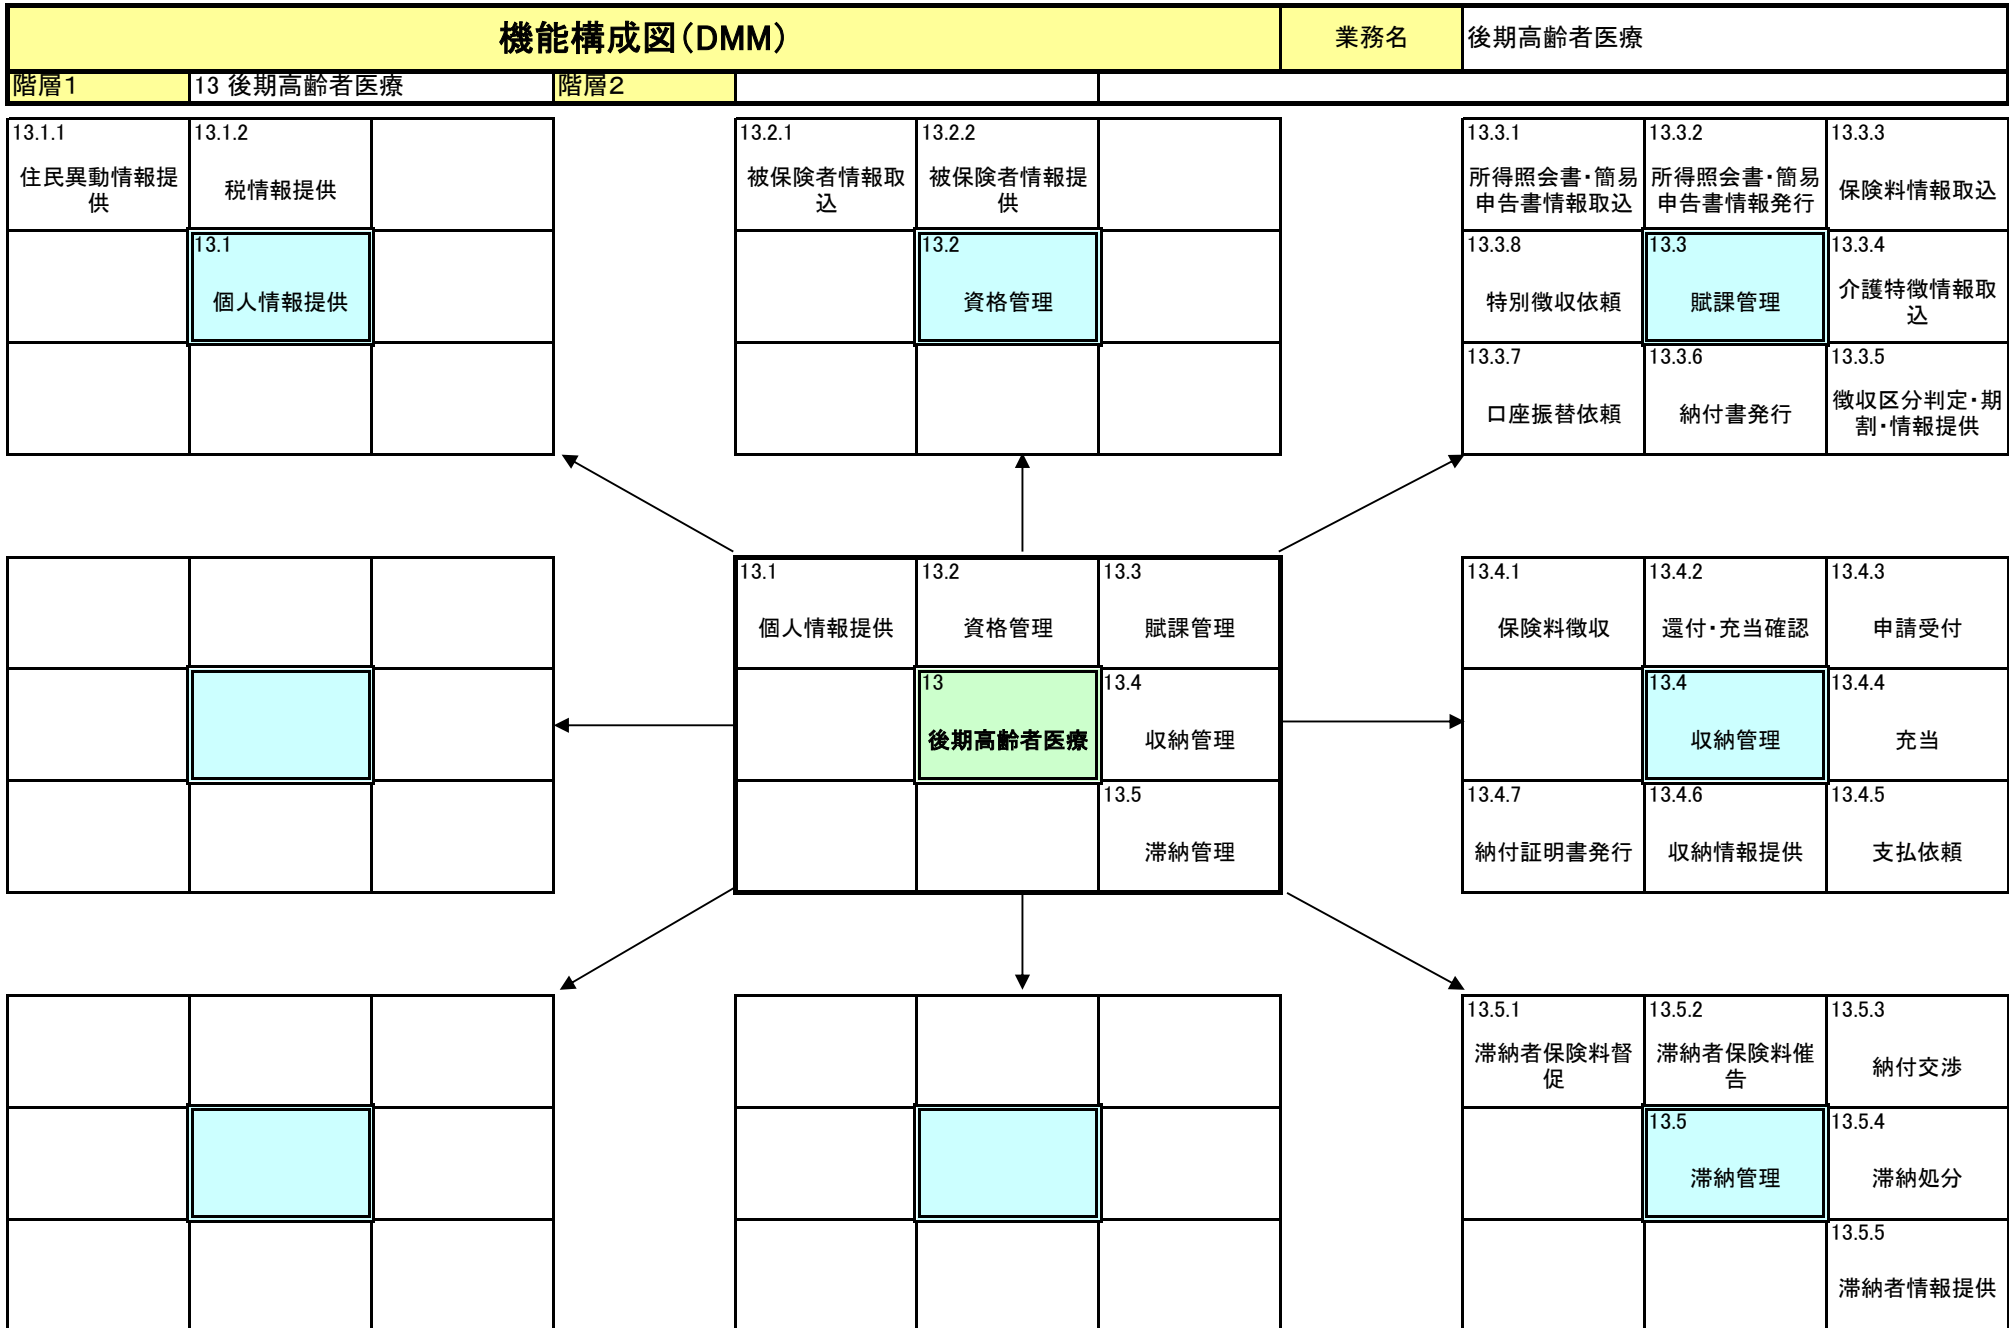 機能構成図(DMM)
業務名
後期高齢者医療
階層1
13 後期高齢者医療
階層2
13.1.1
住民異動情報提
供
13.1.2
税情報提供
13.1
個人情報提供
13.2.1
被保険者情報取
込
13.2.2
被保険者情報提
供
13.2
資格管理
13.3.1
所得照会書・簡易
申告書情報取込
13.3.2
所得照会書・簡易
申告書情報発行
13.3.3
保険料情報取込
13.3.8
特別徴収依頼
13.3
賦課管理
13.3.4
介護特徴情報取
込
13.3.7
口座振替依頼
13.3.6
納付書発行
13.3.5
徴収区分判定・期
割・情報提供
13.1
個人情報提供
13.2
資格管理
13.3
賦課管理
13
後期高齢者医療
13.4
収納管理
13.5
滞納管理
13.4.1
保険料徴収
13.4.2
還付・充当確認
13.4.3
申請受付
13.4
収納管理
13.4.4
充当
13.4.7
納付証明書発行
13.4.6
収納情報提供
13.4.5
支払依頼
13.5.1
滞納者保険料督
促
13.5.2
滞納者保険料催
告
13.5.3
納付交渉
13.5
滞納管理
13.5.4
滞納処分
13.5.5
滞納者情報提供